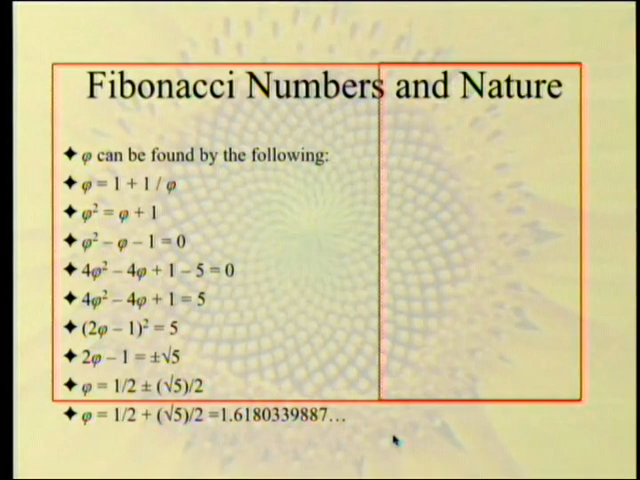 Fibonacci Numbers and Nature
φ can be found by the following:
φ = 1 + 1 / φ
φ² = φ + 1
φ² – φ – 1 = 0
4φ² – 4φ + 1 – 5 = 0
4φ² – 4φ + 1 = 5
(2φ – 1)² = 5
2φ – 1 = ±√5
φ = 1/2 ± (√5)/2
φ = 1/2 + (√5)/2 =1.6180339887…